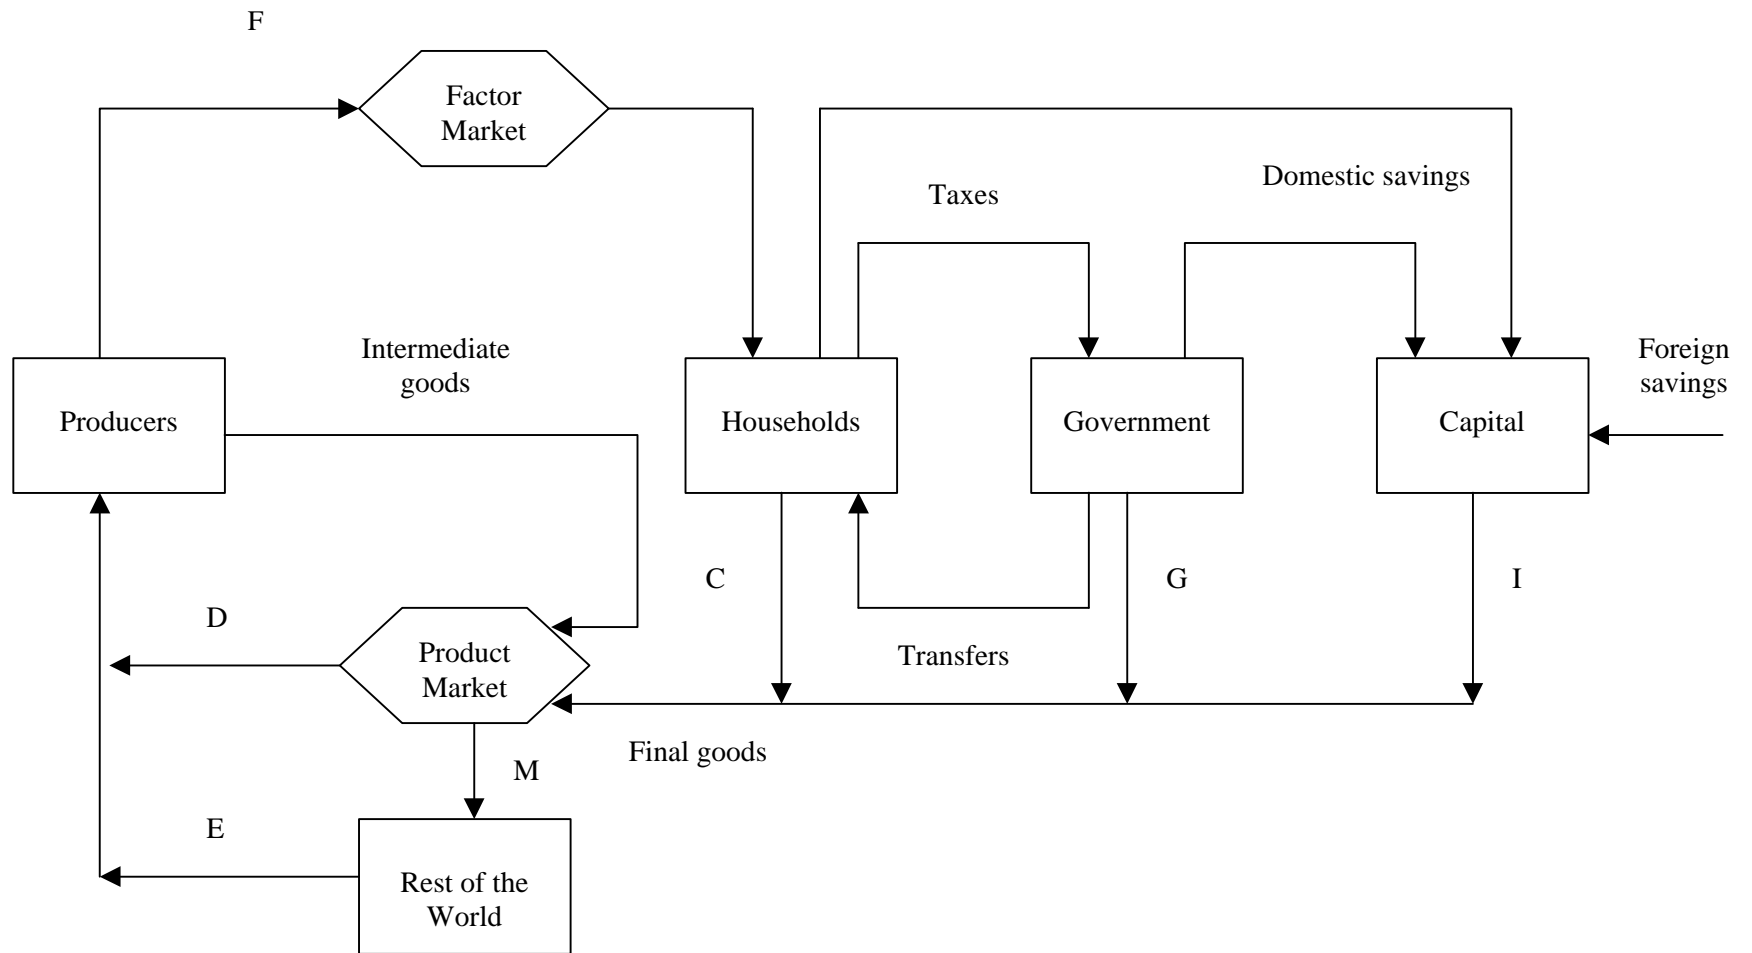 F
Factor
Market
Domestic savings
Taxes
Intermediate
goods
Foreign
savings
Producers
Households
Government
Capital
C
G
I
D
Product
Market
Transfers
Final goods
M
E
Rest of the
World